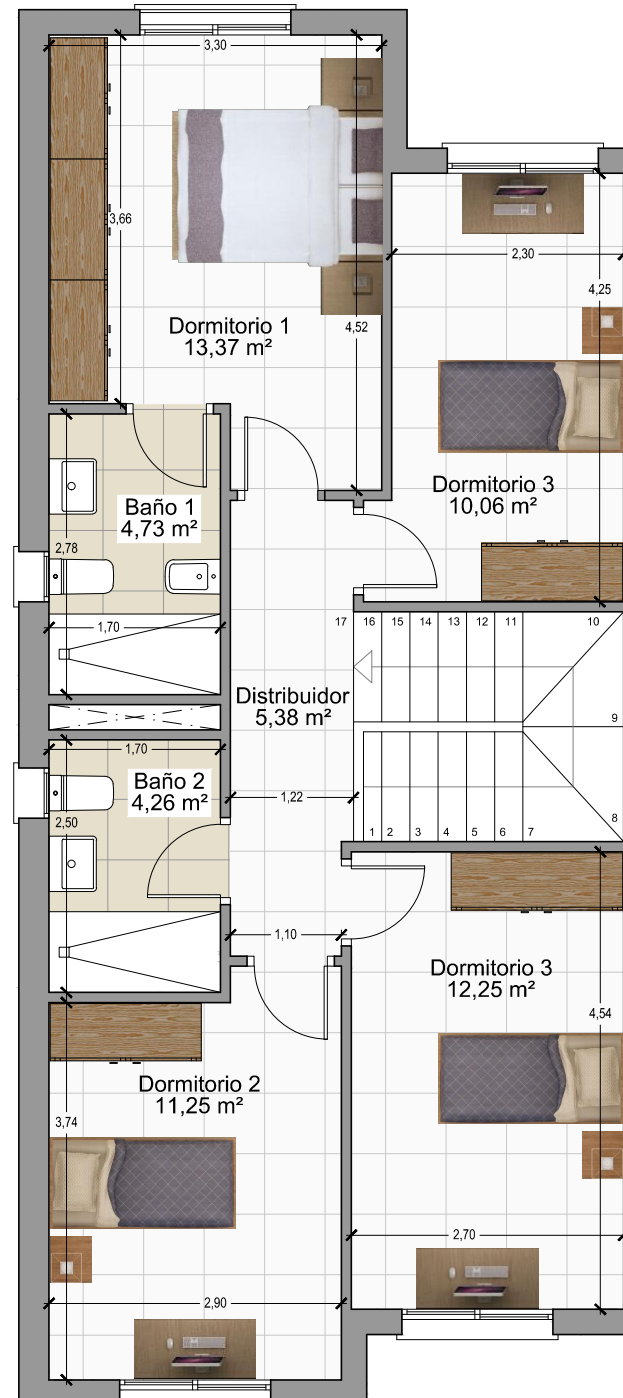 3,30
3,66
2,30
4,25
Dormitorio 1
13,37 m²
4,52
Dormitorio 3
10,06 m²
Baño 1
4,73 m²
2,78
1,70
17
16
15
14
13
12
11
10
Distribuidor
5,38 m²
9
1,70
Baño 2
4,26 m²
1,22
2,50
1
2
3
4
5
6
7
8
1,10
Dormitorio 3
12,25 m²
4,54
Dormitorio 2
11,25 m²
3,74
2,70
2,90